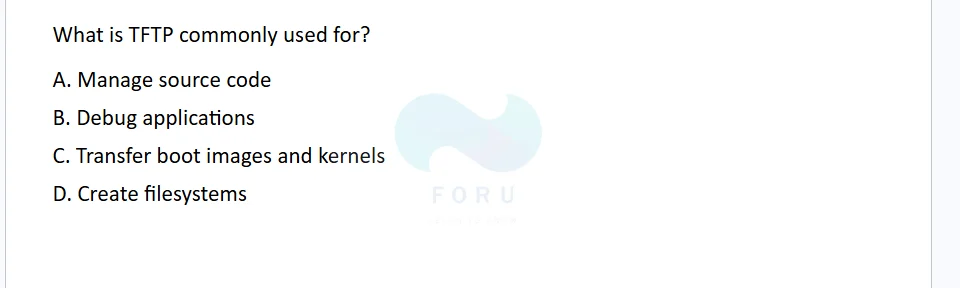 What is TFTP commonly used for?
A. Manage source code
B. Debug applications
C. Transfer boot images and kernels
D. Create filesystems
FORU